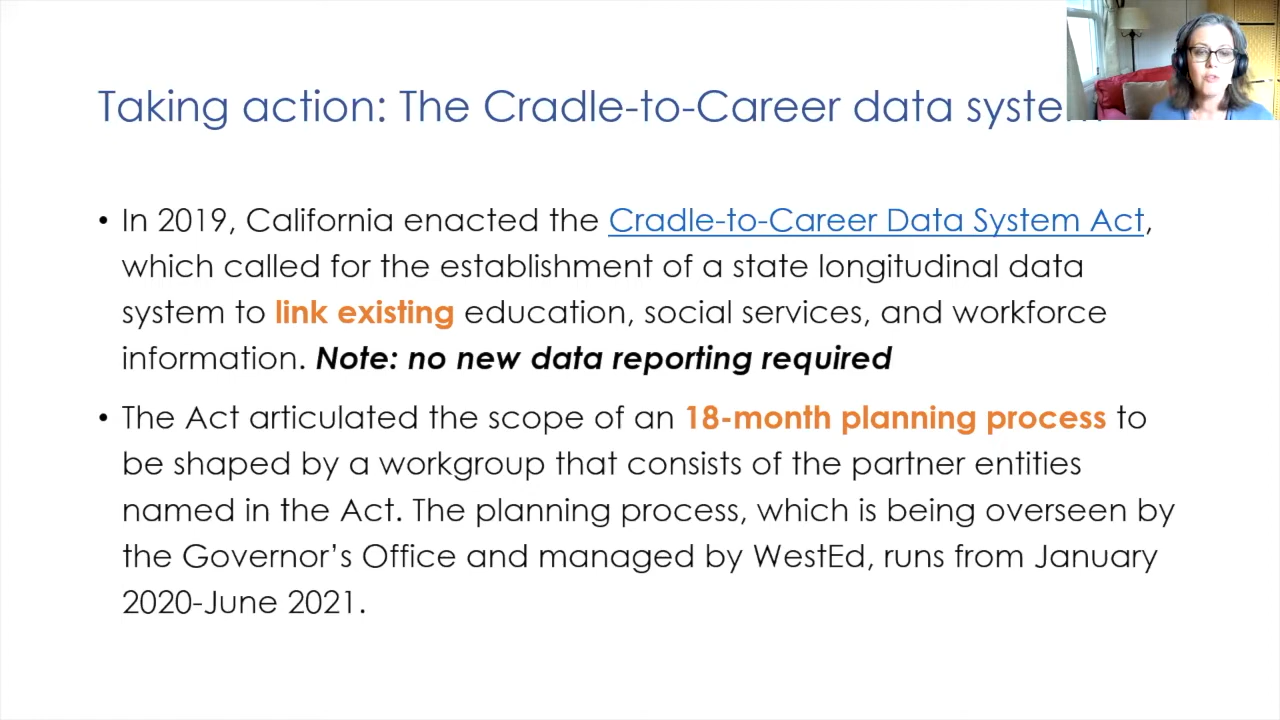 Taking action: The Cradle-to-Career data system
• In 2019, California enacted the Cradle-to-Career Data System Act,
which called for the establishment of a state longitudinal data
system to link existing education, social services, and workforce
information. Note: no new data reporting required
• The Act articulated the scope of an 18-month planning process to
be shaped by a workgroup that consists of the partner entities
named in the Act. The planning process, which is being overseen by
the Governor’s Office and managed by WestEd, runs from January
2020-June 2021.